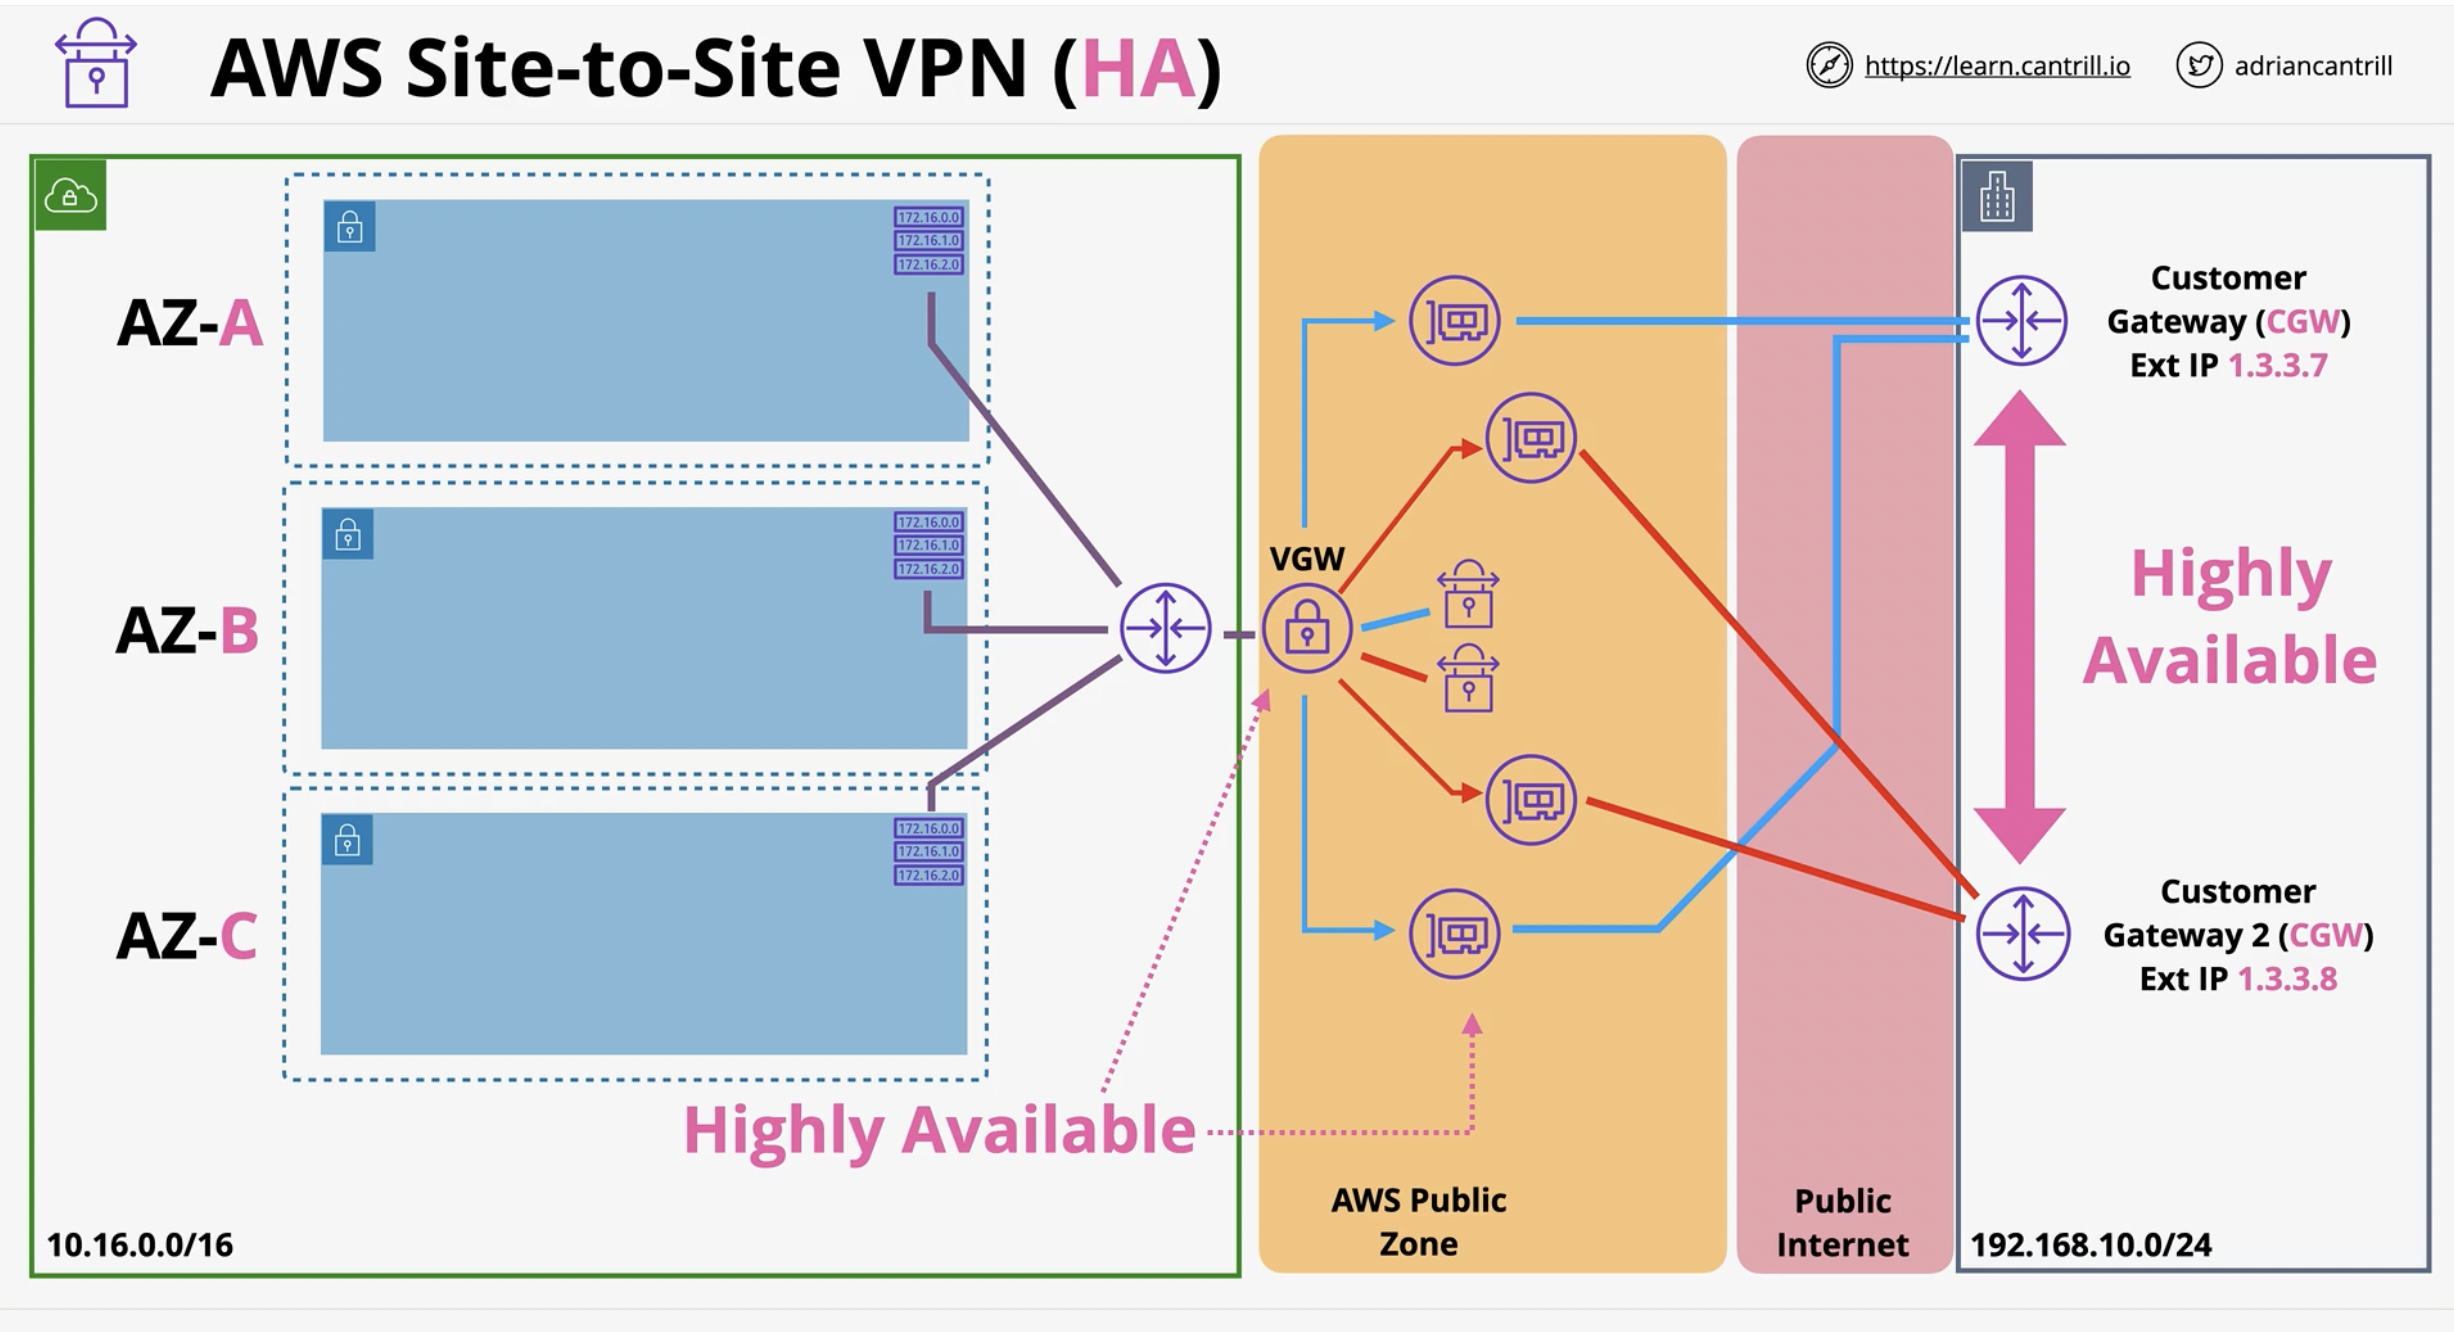 AWS Site-to-Site VPN (HA)
https://learn.cantrill.io
adriancantrill
172.16.0.0
172.16.1.0
172.16.2.0
AZ-A
172.16.0.0
172.16.1.0
172.16.2.0
AZ-B
172.16.0.0
172.16.1.0
172.16.2.0
AZ-C
VGW
Customer
Gateway (CGW)
Ext IP 1.3.3.7
Highly
Available
Customer
Gateway 2 (CGW)
Ext IP 1.3.3.8
Highly Available
10.16.0.0/16
AWS Public
Zone
Public
Internet
192.168.10.0/24